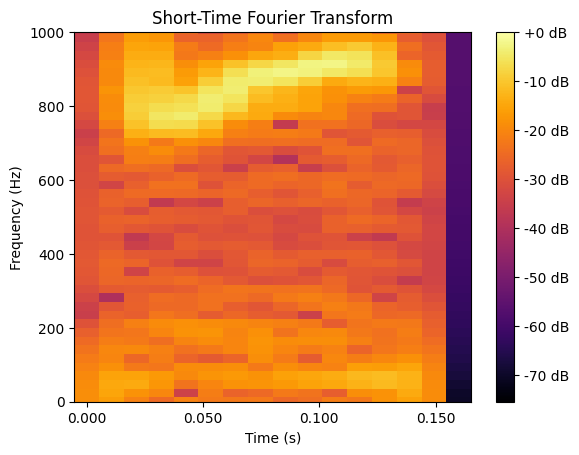 Short-Time Fourier Transform
Frequency (Hz)
1000
800
600
400
200
0
0.000
0.050
0.100
0.150
Time (s)
+0 dB
-10 dB
-20 dB
-30 dB
-40 dB
-50 dB
-60 dB
-70 dB